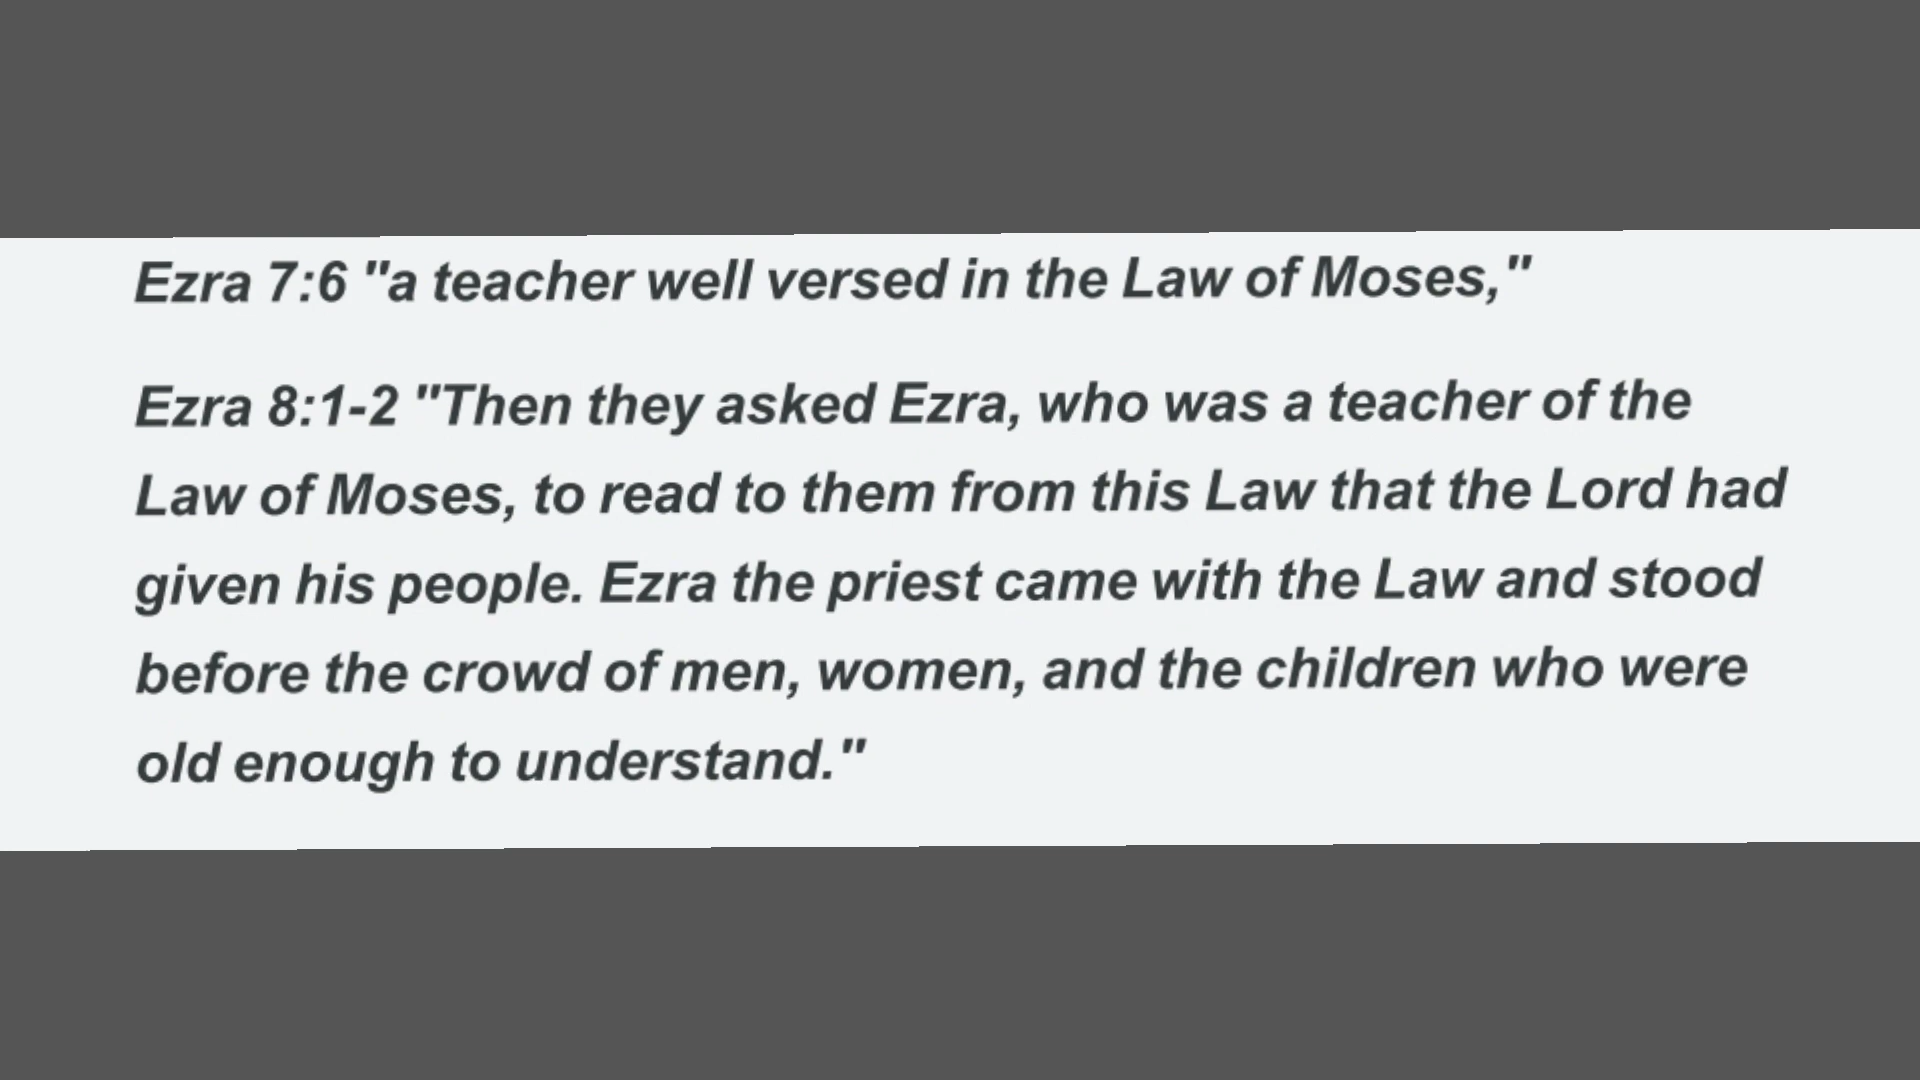 Ezra 7:6 "a teacher well versed in the Law of Moses,"
Ezra 8:1-2 "Then they asked Ezra, who was a teacher of the
Law of Moses, to read to them from this Law that the Lord had
given his people. Ezra the priest came with the Law and stood
before the crowd of men, women, and the children who were
old enough to understand."